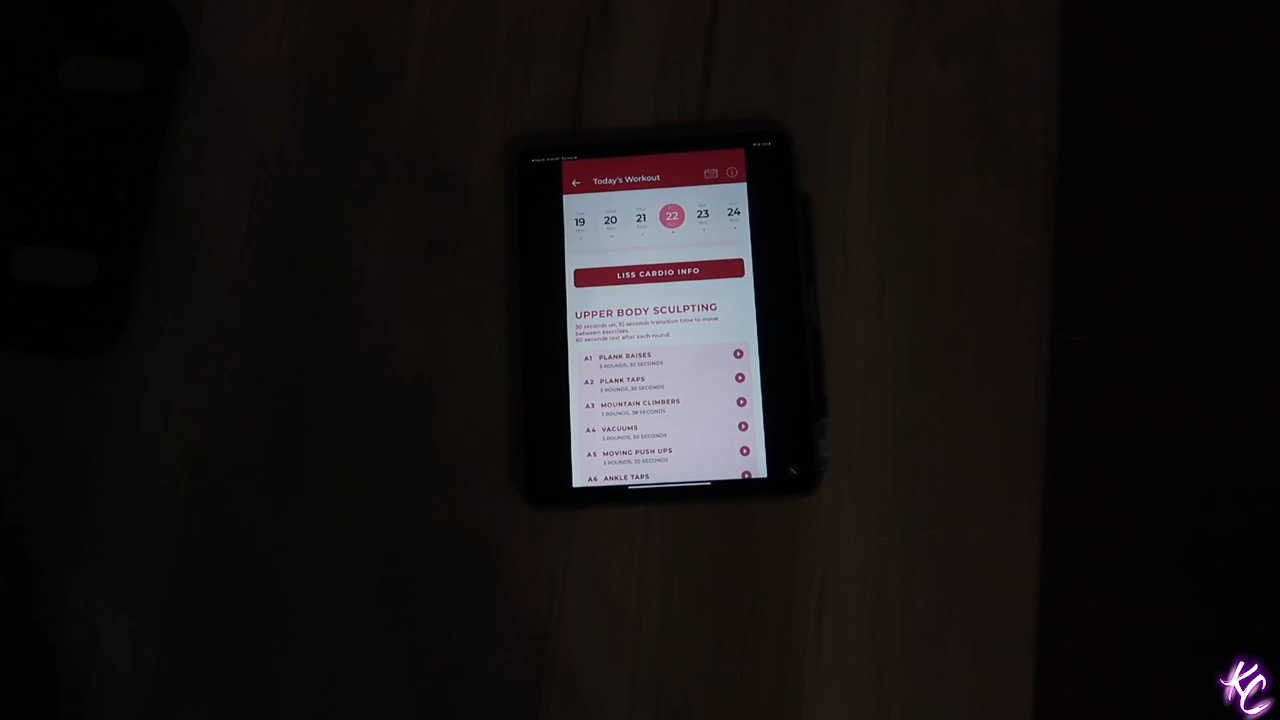 Today's Workout
19 20 21 22 23 24
LISS CARDIO INFO
UPPER BODY SCULPTING
30 seconds on, 10 seconds transition time to move
between exercises.
60 seconds rest after each round.
A1 PLANK RAISES
3 ROUNDS, 30 SECONDS
A2 PLANK TAPS
3 ROUNDS, 30 SECONDS
A3 MOUNTAIN CLIMBERS
3 ROUNDS, 30 SECONDS
A4 VACUUMS
3 ROUNDS, 30 SECONDS
A5 MOVING PUSH UPS
3 ROUNDS, 30 SECONDS
A6 ANKLE TAPS
KC